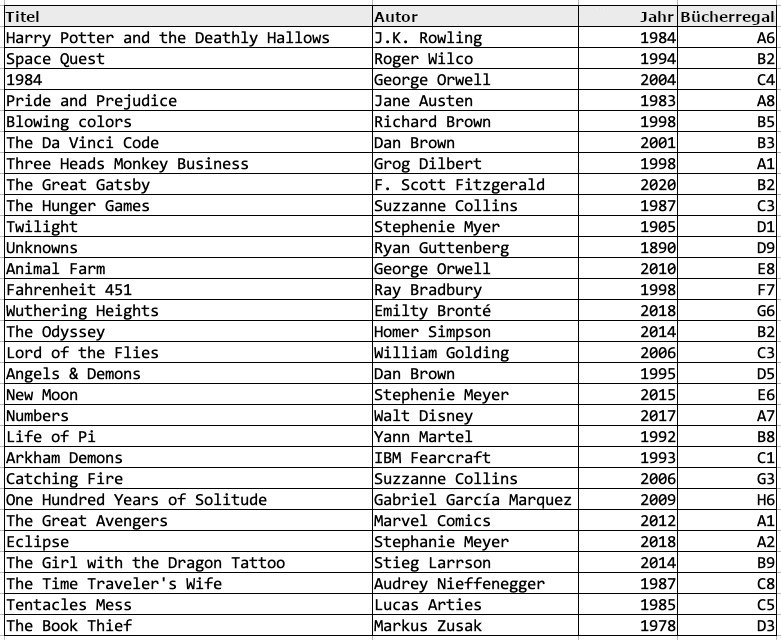 Titel Autor Jahr Bücherregal
Harry Potter and the Deathly Hallows J.K. Rowling 1984 A6
Space Quest Roger Wilco 1994 B2
1984 George Orwell 2004 C4
Pride and Prejudice Jane Austen 1983 A8
Blowing colors Richard Brown 1998 B5
The Da Vinci Code Dan Brown 2001 B3
Three Heads Monkey Business Grog Dilbert 1998 A1
The Great Gatsby F. Scott Fitzgerald 2020 B2
The Hunger Games Suzzanne Collins 1987 C3
Twilight Stephenie Myer 1905 D1
Unknowns Ryan Guttenberg 1890 D9
Animal Farm George Orwell 2010 E8
Fahrenheit 451 Ray Bradbury 1998 F7
Wuthering Heights Emilty Bronté 2018 G6
The Odyssey Homer Simpson 2014 B2
Lord of the Flies William Golding 2006 C3
Angels & Demons Dan Brown 1995 D5
New Moon Stephenie Meyer 2015 E6
Numbers Walt Disney 2017 A7
Life of Pi Yann Martel 1992 B8
Arkham Demons IBM Fearcraft 1993 C1
Catching Fire Suzzanne Collins 2006 G3
One Hundred Years of Solitude Gabriel García Marquez 2009 H6
The Great Avengers Marvel Comics 2012 A1
Eclipse Stephanie Meyer 2018 A2
The Girl with the Dragon Tattoo Stieg Larrson 2014 B9
The Time Traveler's Wife Audrey Nieffenegger 1987 C8
Tentacles Mess Lucas Arties 1985 C5
The Book Thief Markus Zusak 1978 D3